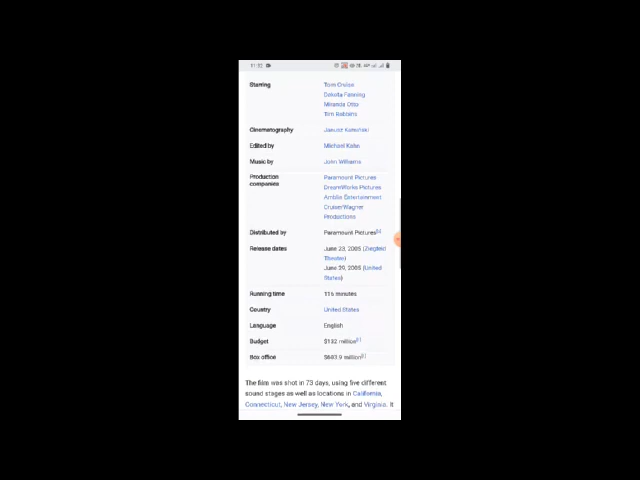 Starring Tom Cruise
Dakota Fanning
Miranda Otto
Tim Robbins
Cinematography Janusz Kaminski
Edited by Michael Kahn
Music by John Williams
Production Paramount Pictures
companies DreamWorks Pictures
Amblin Entertainment
Cruise/Wagner
Productions
Distributed by Paramount Pictures
Release dates June 23, 2005 (Ziegfeld
Theatre)
June 29, 2005 (United
States)
Running time 116 minutes
Country United States
Language English
Budget $132 million
Box office $603.9 million
The film was shot in 73 days, using five different
sound stages as well as locations in California,
Connecticut, New Jersey, New York, and Virginia. It